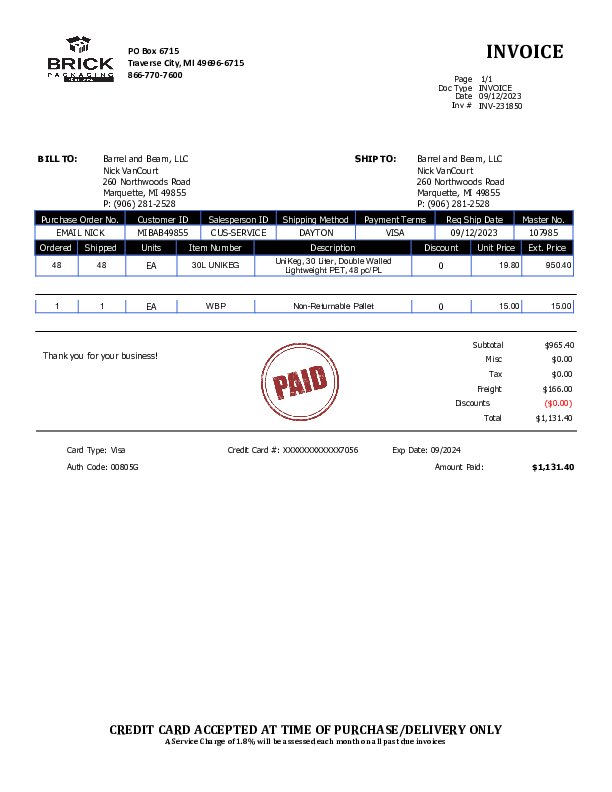 BRICK
PACKAGING
PO Box 6715
Traverse City, MI 49696-6715
866-770-7600
INVOICE
Page 1/1
Doc Type INVOICE
Date 09/12/2023
Inv # INV-231850
BILL TO: Barrel and Beam, LLC
Nick VanCourt
260 Northwoods Road
Marquette, MI 49855
P: (906) 281-2528
SHIP TO: Barrel and Beam, LLC
Nick VanCourt
260 Northwoods Road
Marquette, MI 49855
P: (906) 281-2528
Purchase Order No. Customer ID Salesperson ID Shipping Method Payment Terms Req Ship Date Master No.
EMAIL NICK MIBAB49855 CUS-SERVICE DAYTON VISA 09/12/2023 107985
Ordered Shipped Units Item Number Description Discount Unit Price Ext. Price
48 48 EA 30L UNIKEG UniKeg, 30 Liter, Double Walled 0 19.80 950.40
Lightweight PET, 48 pc/PL
1 1 EA WBP Non-Returnable Pallet 0 15.00 15.00
Thank you for your business!
PAID
Subtotal $965.40
Misc $0.00
Tax $0.00
Freight $166.00
Discounts ($0.00)
Total $1,131.40
Card Type: Visa Credit Card #: XXXXXXXXXXXX7056 Exp Date: 09/2024
Auth Code: 00805G Amount Paid: $1,131.40
CREDIT CARD ACCEPTED AT TIME OF PURCHASE/DELIVERY ONLY
A Service Charge of 1.8% will be assessed each month on all past due invoices